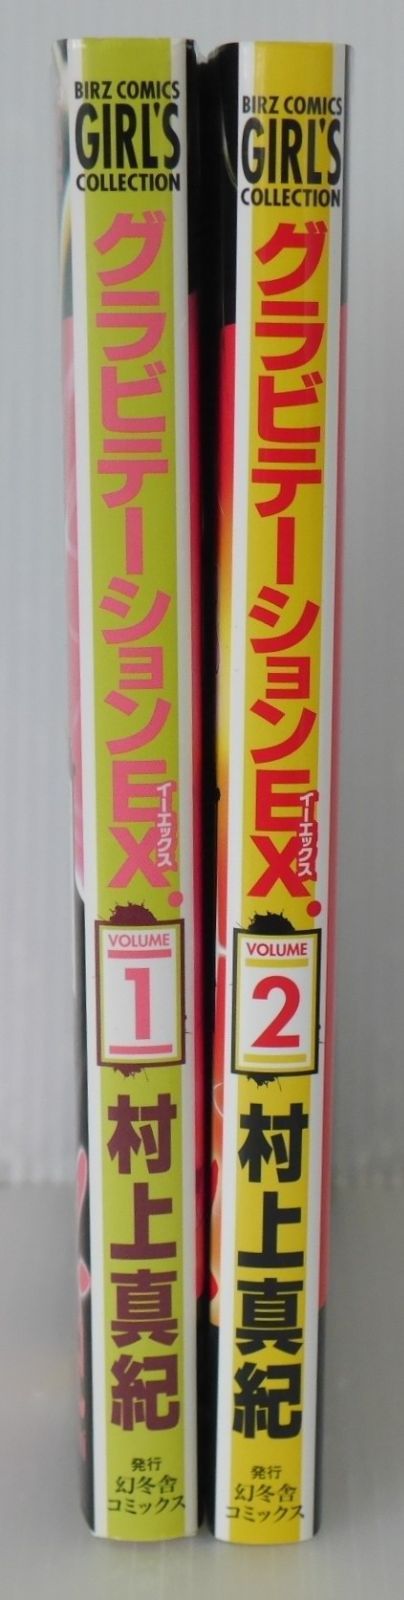 BIRZ COMICS
GIRL'S
COLLECTION
グラビテーションEX.
イーエックス
VOLUME
1
村上真紀
発行
幻冬舎
コミックス
BIRZ COMICS
GIRL'S
COLLECTION
グラビテーションEX.
イーエックス
VOLUME
2
村上真紀
発行
幻冬舎
コミックス